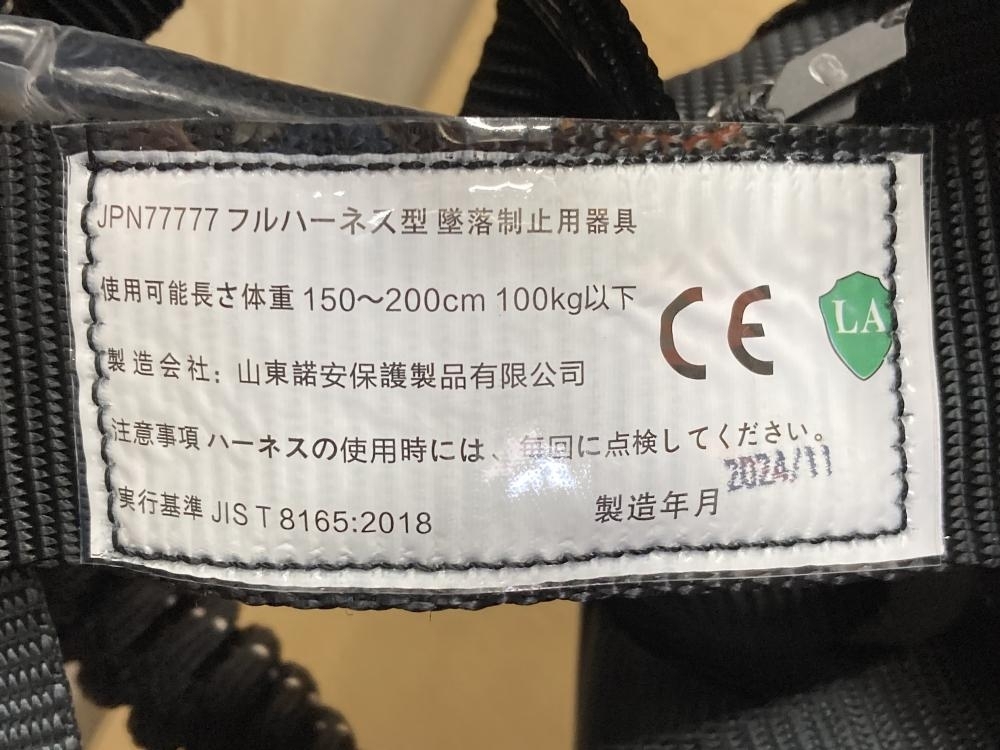 JPN77777 フルハーネス型 墜落制止用器具
使用可能長さ体重 150～200cm 100kg以下
CE
LA
製造会社：山東諾安保護製品有限公司
注意事項 ハーネスの使用時には、毎回に点検してください。
実行基準 JIS T 8165:2018
製造年月 2024/11